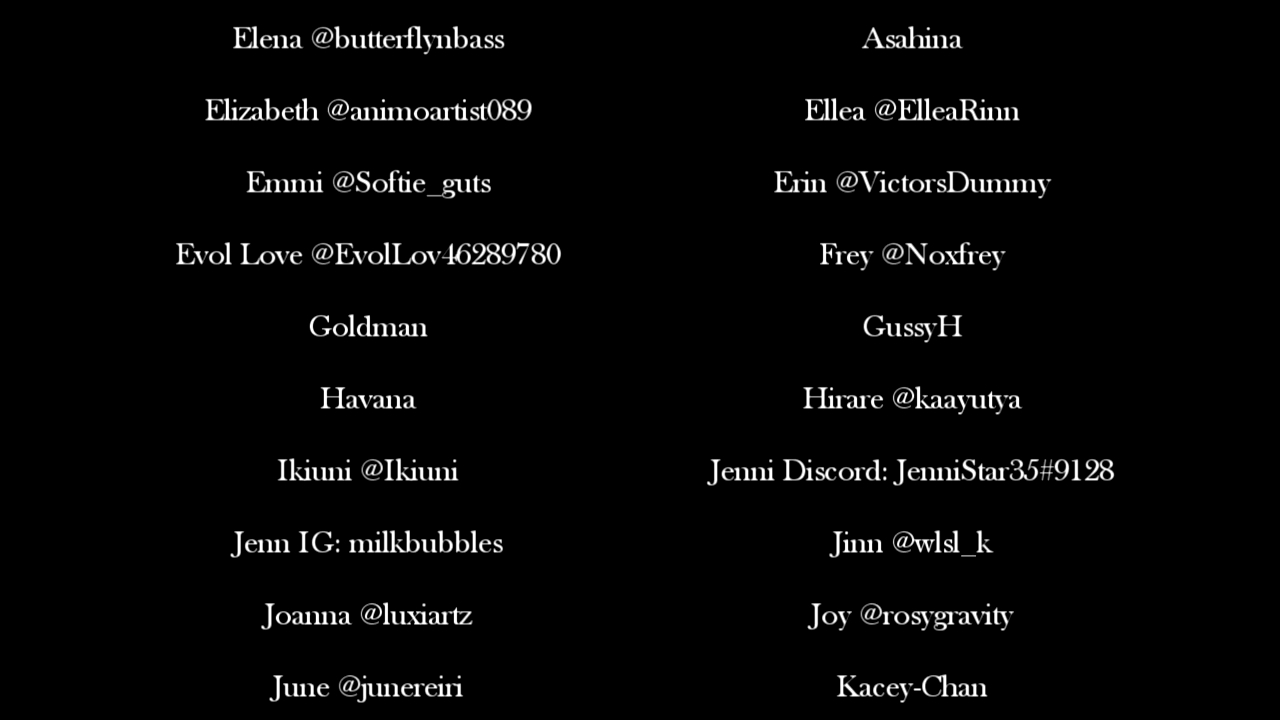 Elena @butterflynbass
Asahina
Elizabeth @animoartist089
Ellea @ElleaRinn
Emmi @Softie_guts
Erin @VictorsDummy
Evol Love @EvolLov46289780
Frey @Noxfrey
Goldman
GussyH
Havana
Hirare @kaayutya
Ikiuni @Ikiuni
Jenni Discord: JenniStar35#9128
Jenn IG: milkbubbles
Jinn @wlsl_k
Joanna @luxiartz
Joy @rosygravity
June @junereiri
Kacey-Chan